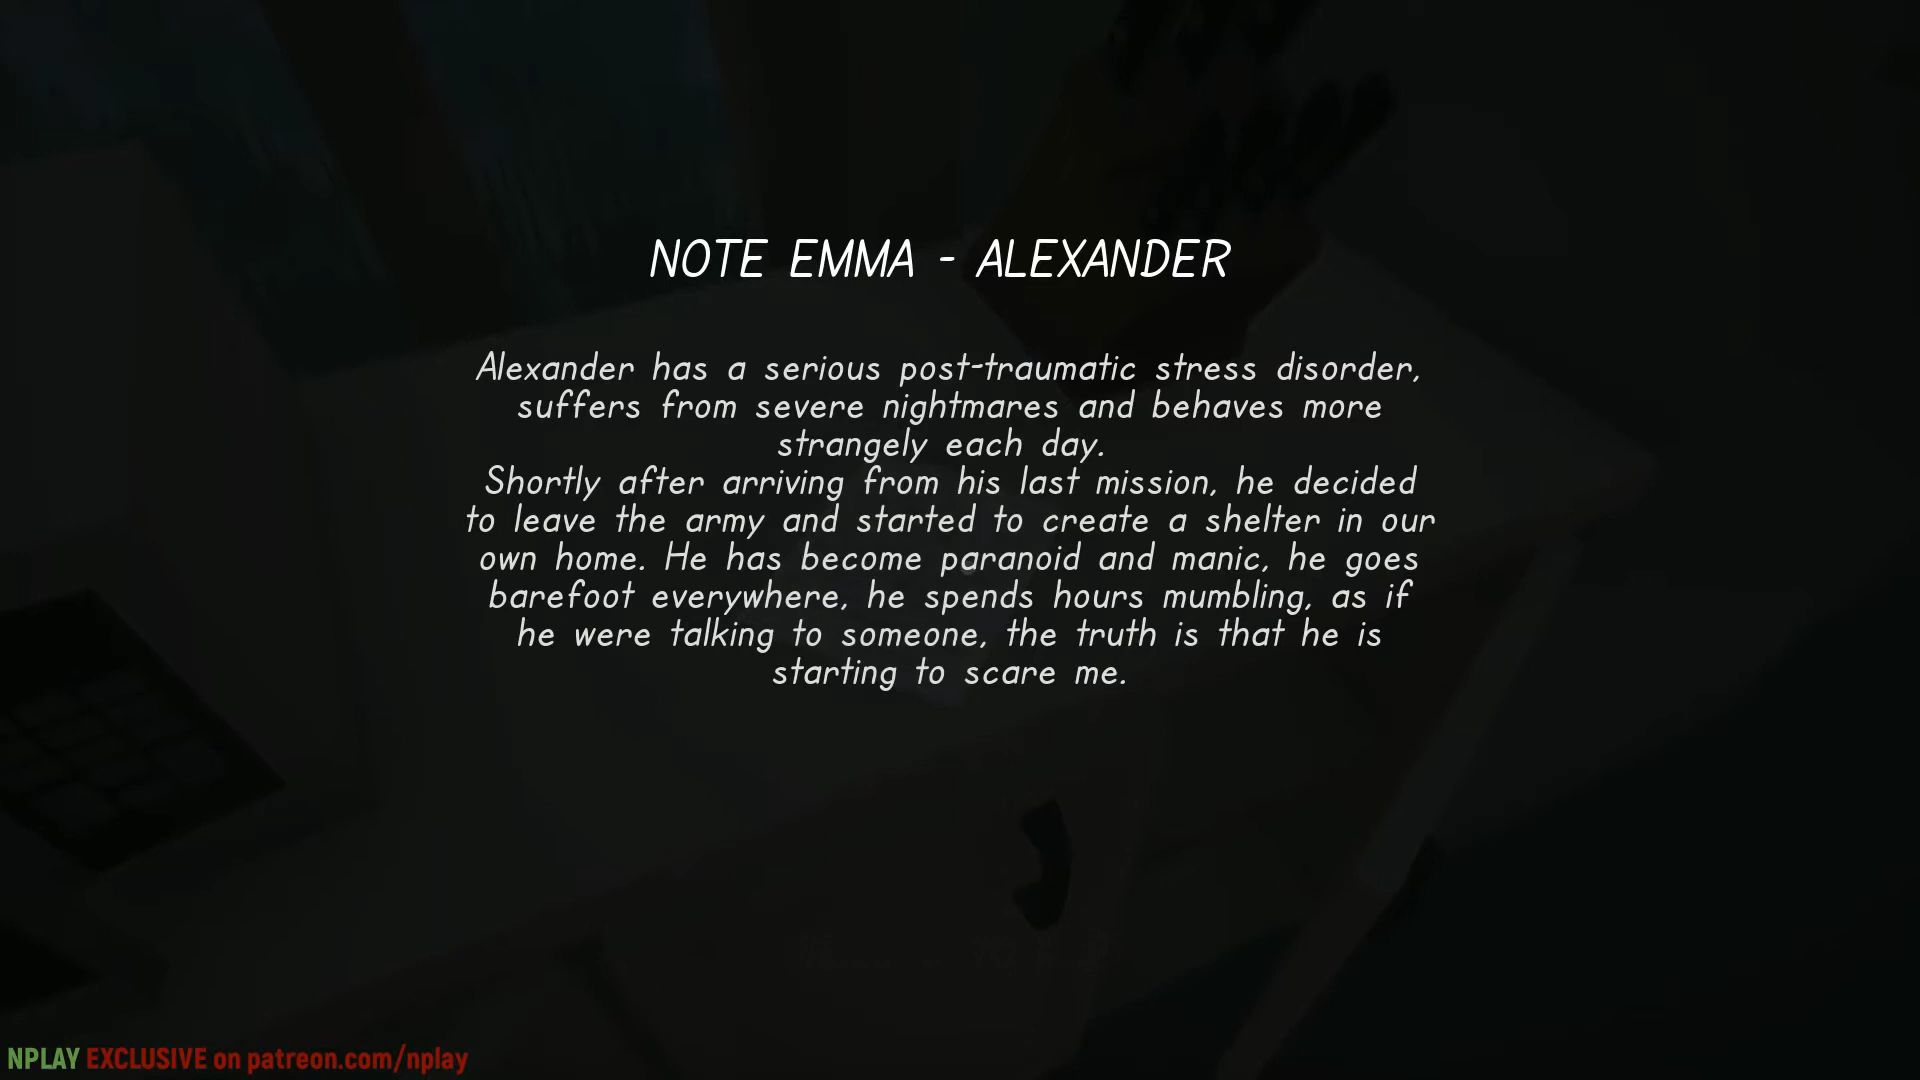 NOTE EMMA - ALEXANDER
Alexander has a serious post-traumatic stress disorder,
suffers from severe nightmares and behaves more
strangely each day.
Shortly after arriving from his last mission, he decided
to leave the army and started to create a shelter in our
own home. He has become paranoid and manic, he goes
barefoot everywhere, he spends hours mumbling, as if
he were talking to someone, the truth is that he is
starting to scare me.
NPLAY EXCLUSIVE on patreon.com/nplay